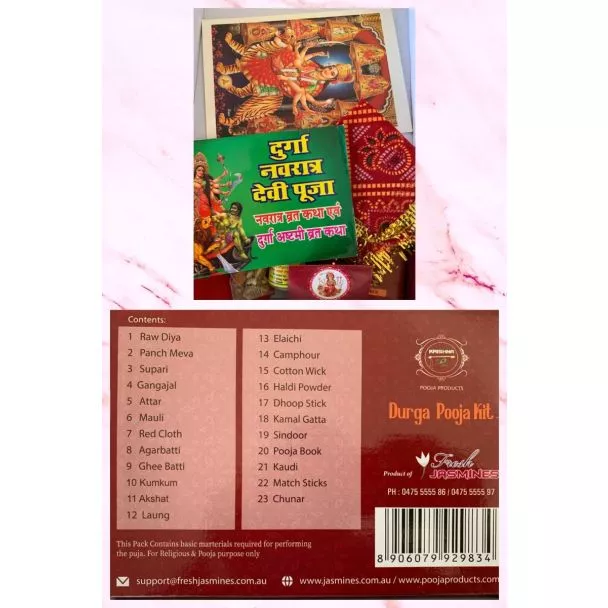 दुर्गा
नवरात्र
देवी पूजा
नवरात्र व्रत कथा एवं
दुर्गा अष्टमी व्रत कथा
Contents:
1 Raw Diya
2 Panch Meva
3 Supari
4 Gangajal
5 Attar
6 Mauli
7 Red Cloth
8 Agarbatti
9 Ghee Batti
10 Kumkum
11 Akshat
12 Laung
13 Elaichi
14 Camphour
15 Cotton Wick
16 Haldi Powder
17 Dhoop Stick
18 Kamal Gatta
19 Sindoor
20 Pooja Book
21 Kaudi
22 Match Sticks
23 Chunar
KRISHNA
POOJA PRODUCTS
Durga Pooja Kit
Product of Fresh
JASMINES
PH : 0475 5555 86 / 0475 5555 97
8 906079 929834
This Pack Contains basic marterials required for performing
the puja. For Religious & Pooja purpose only
support@freshjasmines.com.au www.jasmines.com.au / www.poojaproducts.com